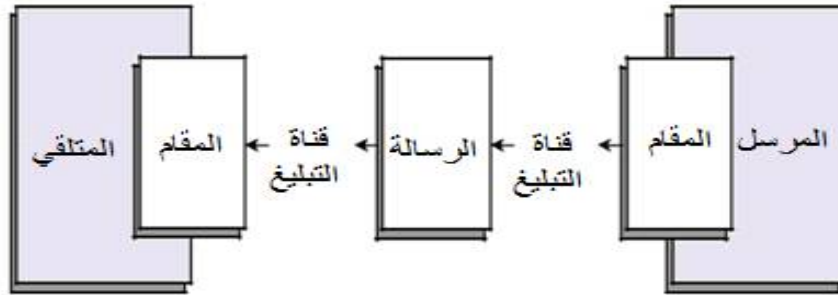 المرسل
المقام
قناة
التبليغ
الرسالة
قناة
التبليغ
المقام
المتلقي